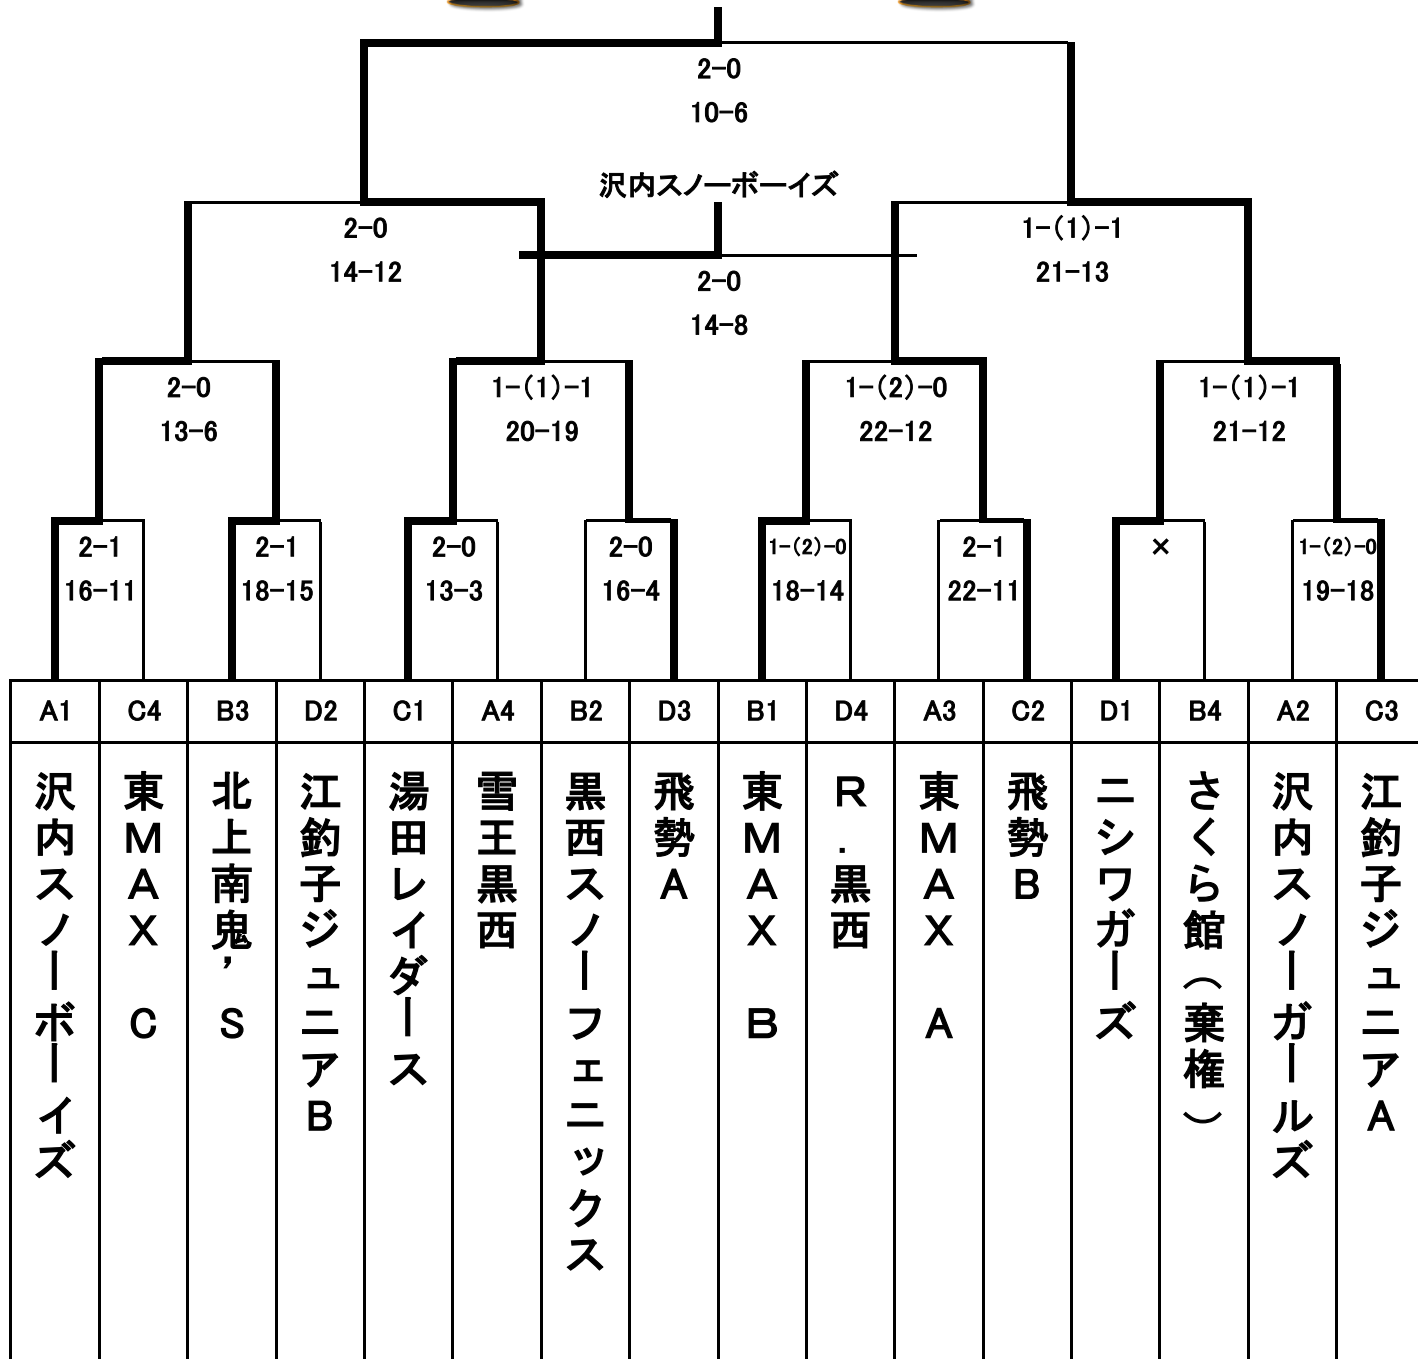 2-0
10-6
沢内スノーボーイズ
2-0
1-(1)-1
14-12
21-13
2-0
14-8
2-0
1-(1)-1
1-(2)-0
1-(1)-1
13-6
20-19
22-12
21-12
2-1
2-1
2-0
2-0
1-(2)-0
2-1
×
1-(2)-0
16-11
18-15
13-3
16-4
18-14
22-11
19-18
A1
C4
B3
D2
C1
A4
B2
D3
B1
D4
A3
C2
D1
B4
A2
C3
沢内スノーボーイズ
東MAX C
北上南鬼’S
江釣子ジュニアB
湯田レイダース
雪王黒西
黒西スノーフェニックス
飛勢A
東MAX B
R.黒西
東MAX A
飛勢B
ニシワガーズ
さくら館(棄権)
沢内スノーガールズ
江釣子ジュニアA